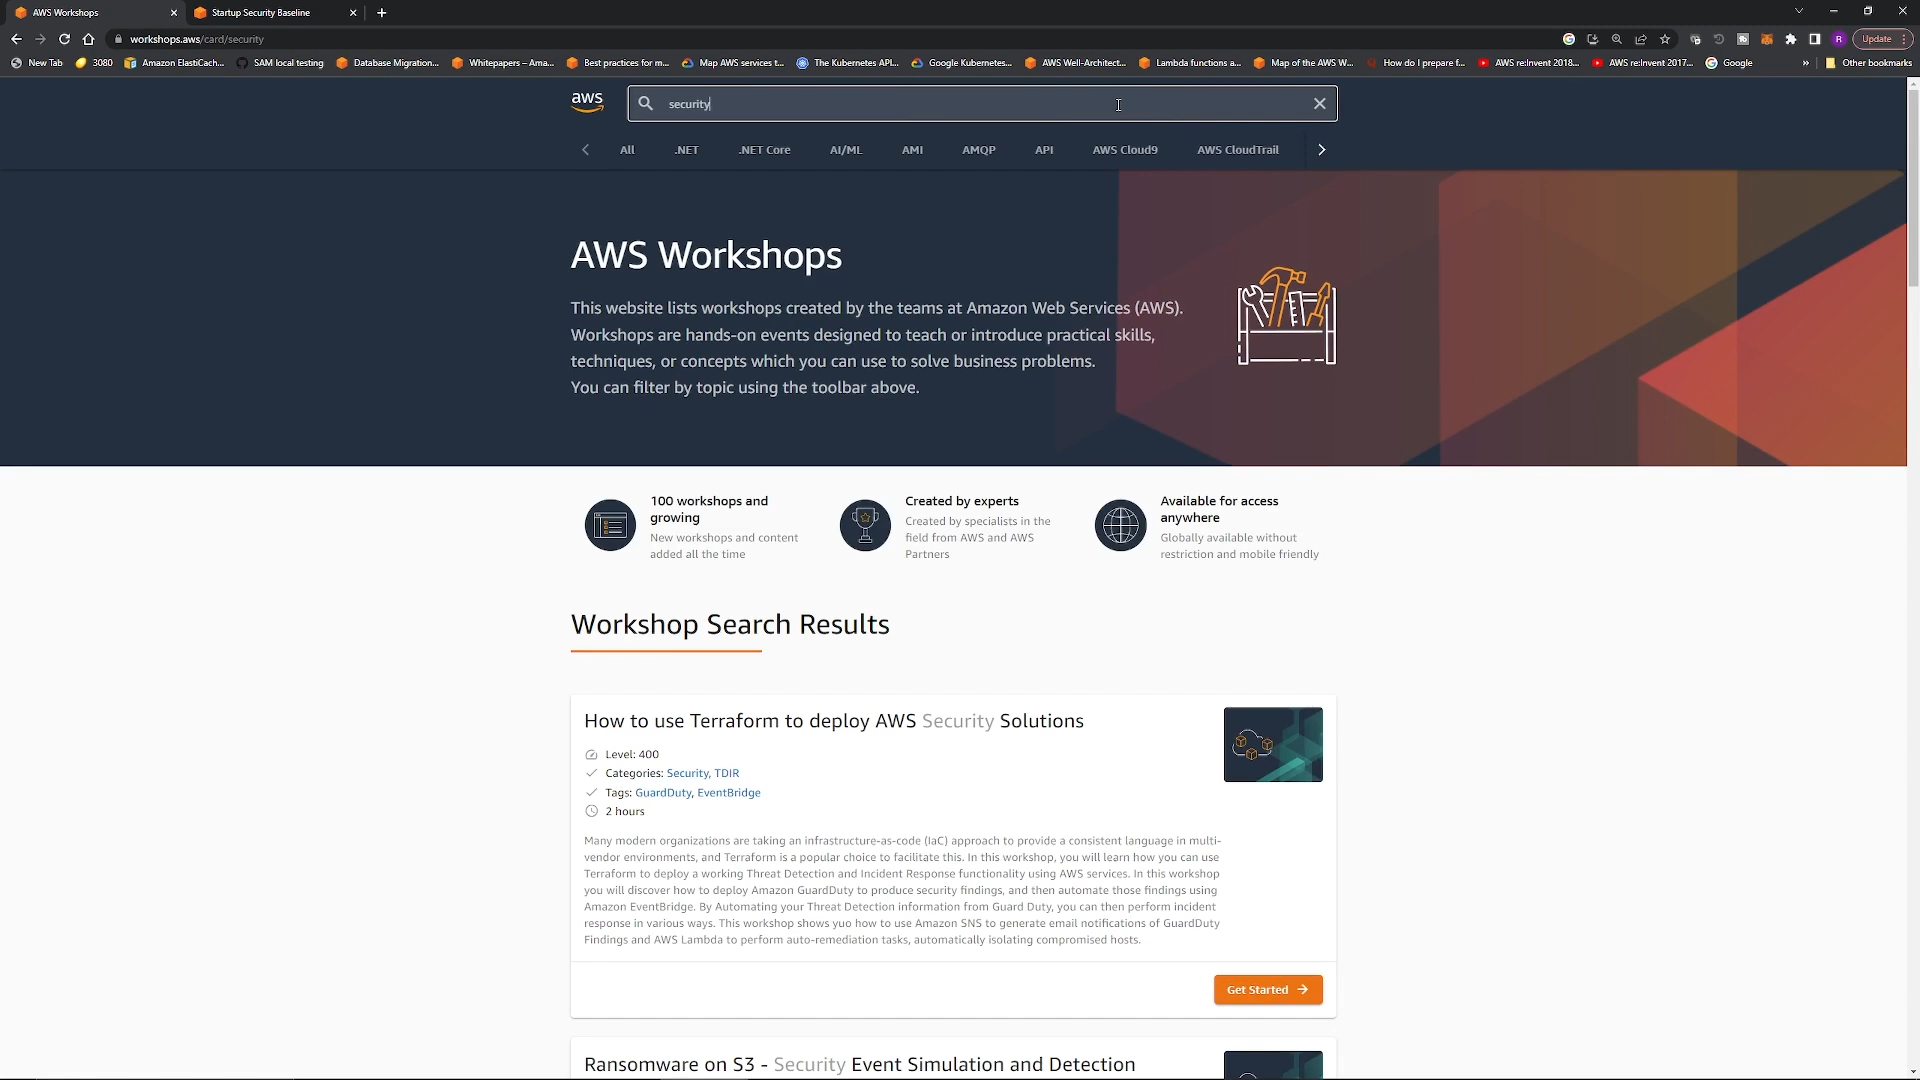 AWS Workshops
Startup Security Baseline
workshops.aws/card/security
R
Update
New Tab
3080
Amazon ElastiCach...
SAM local testing
Database Migration...
Whitepapers – Ama...
Best practices for m...
Map AWS services t...
The Kubernetes API...
Google Kubernetes...
AWS Well-Architect...
Lambda functions a...
Map of the AWS W...
How do i prepare f...
AWS re:Invent 2018...
AWS re:Invent 2017...
Google
»
Other bookmarks
aws
security
All
.NET
.NET Core
AI/ML
AMI
AMQP
API
AWS Cloud9
AWS CloudTrail
AWS Workshops
This website lists workshops created by the teams at Amazon Web Services (AWS).
Workshops are hands-on events designed to teach or introduce practical skills,
techniques, or concepts which you can use to solve business problems.
You can filter by topic using the toolbar above.
100 workshops and
growing
New workshops and content
added all the time
Created by experts
Created by specialists in the
field from AWS and AWS
Partners
Available for access
anywhere
Globally available without
restriction and mobile friendly
Workshop Search Results
How to use Terraform to deploy AWS Security Solutions
Level: 400
Categories: Security, TDIR
Tags: GuardDuty, EventBridge
2 hours
Many modern organizations are taking an infrastructure-as-code (IaC) approach to provide a consistent language in multi-
vendor environments, and Terraform is a popular choice to facilitate this. In this workshop, you will learn how you can use
Terraform to deploy a working Threat Detection and Incident Response functionality using AWS services. In this workshop
you will discover how to deploy Amazon GuardDuty to produce security findings, and then automate those findings using
Amazon EventBridge. By Automating your Threat Detection information from Guard Duty, you can then perform incident
response in various ways. This workshop shows yuo how to use Amazon SNS to generate email notifications of GuardDuty
Findings and AWS Lambda to perform auto-remediation tasks, automatically isolating compromised hosts.
Get Started
Ransomware on S3 - Security Event Simulation and Detection